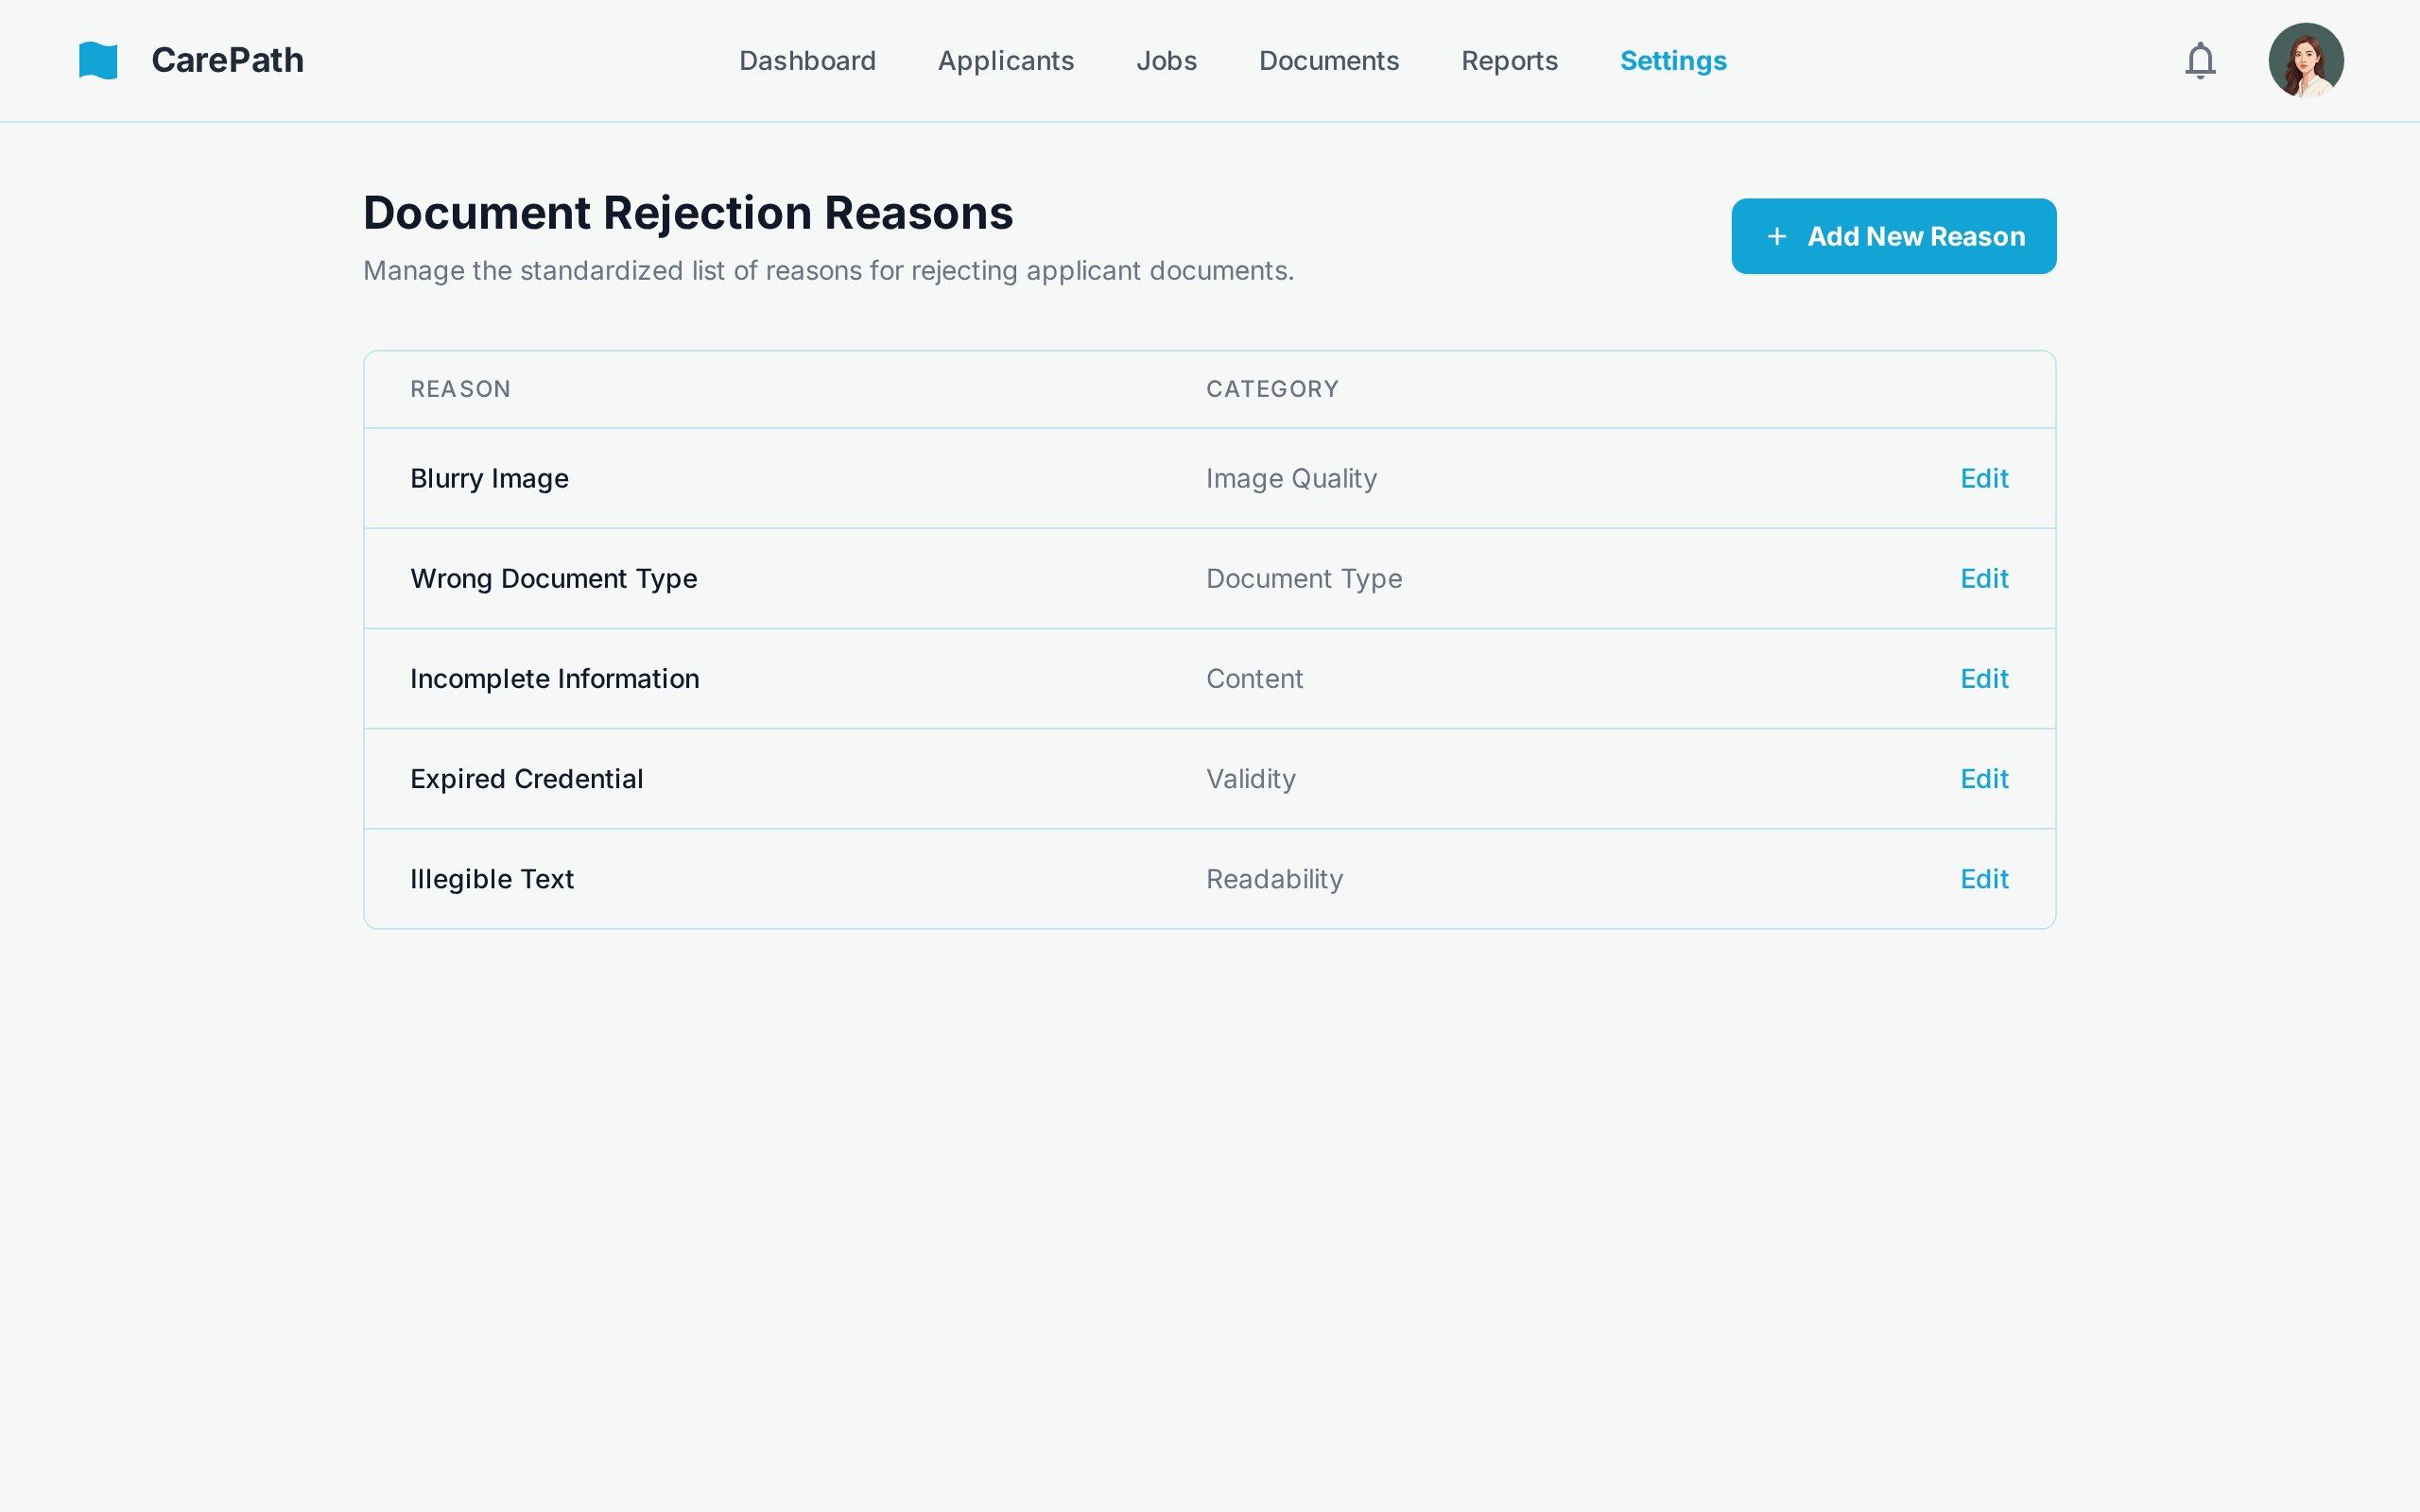 CarePath
Dashboard Applicants Jobs Documents Reports Settings
Document Rejection Reasons
Manage the standardized list of reasons for rejecting applicant documents.
+ Add New Reason
REASON CATEGORY
Blurry Image Image Quality Edit
Wrong Document Type Document Type Edit
Incomplete Information Content Edit
Expired Credential Validity Edit
Illegible Text Readability Edit